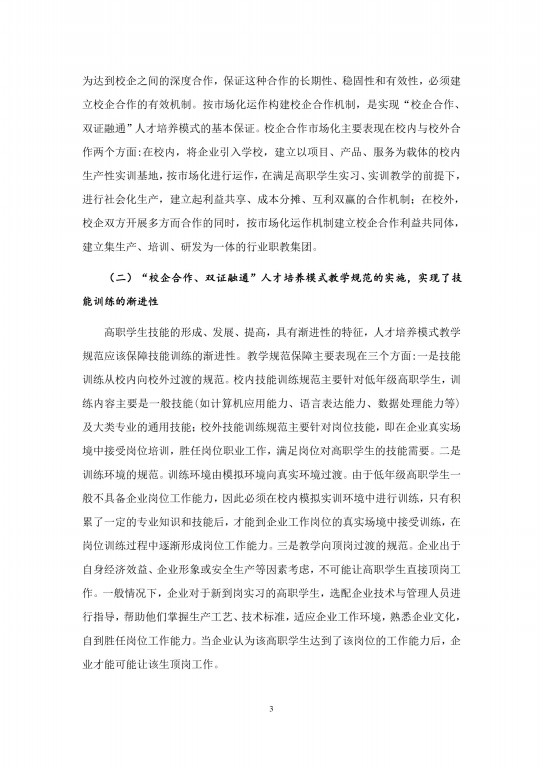 为达到校企之间的深度合作，保证这种合作的长期性、稳固性和有效性，必须建
立校企合作的有效机制。按市场化运作构建校企合作机制，是实现“校企合作、
双证融通”人才培养模式的基本保证。校企合作市场化主要表现在校内与校外合
作两个方面:在校内，将企业引入学校，建立以项目、产品、服务为载体的校内
生产性实训基地，按市场化进行运作，在满足高职学生实习、实训教学的前提下，
进行社会化生产，建立起利益共享、成本分摊、互利双赢的合作机制；在校外，
校企双方开展多方而合作的同时，按市场化运作机制建立校企合作利益共同体，
建立集生产、培训、研发为一体的行业职教集团。
（二）“校企合作、双证融通”人才培养模式教学规范的实施，实现了技
能训练的渐进性
高职学生技能的形成、发展、提高，具有渐进性的特征，人才培养模式教学
规范应该保障技能训练的渐进性。教学规范保障主要表现在三个方面:一是技能
训练从校内向校外过渡的规范。校内技能训练规范主要针对低年级高职学生，训
练内容主要是一般技能(如计算机应用能力、语言表达能力、数据处理能力等)
及大类专业的通用技能；校外技能训练规范主要针对岗位技能，即在企业真实场
境中接受岗位培训，胜任岗位职业工作，满足岗位对高职学生的技能需要。二是
训练环境的规范。训练环境由模拟环境向真实环境过渡。由于低年级高职学生一
般不具备企业岗位工作能力，因此必须在校内模拟实训环境中进行训练，只有积
累了一定的专业知识和技能后，才能到企业工作岗位的真实场境中接受训练，在
岗位训练过程中逐渐形成岗位工作能力。三是教学向顶岗过渡的规范。企业出于
自身经济效益、企业形象或安全生产等因素考虑，不可能让高职学生直接顶岗工
作。一般情况下，企业对于新到岗实习的高职学生，选配企业技术与管理人员进
行指导，帮助他们掌握生产工艺、技术标准，适应企业工作环境，熟悉企业文化，
自到胜任岗位工作能力。当企业认为该高职学生达到了该岗位的工作能力后，企
业才能可能让该生顶岗工作。
3